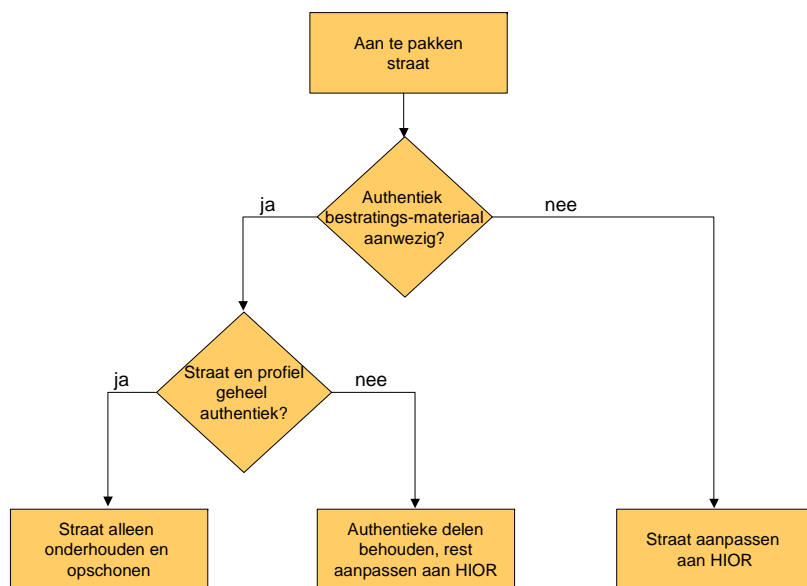 Aan te pakken
straat
Authentiek
bestratings-materiaal
aanwezig?
ja
nee
Straat en profiel
geheel
authentiek?
ja
nee
Straat alleen
onderhouden en
opschonen
Authentieke delen
behouden, rest
aanpassen aan HIOR
Straat aanpassen
aan HIOR